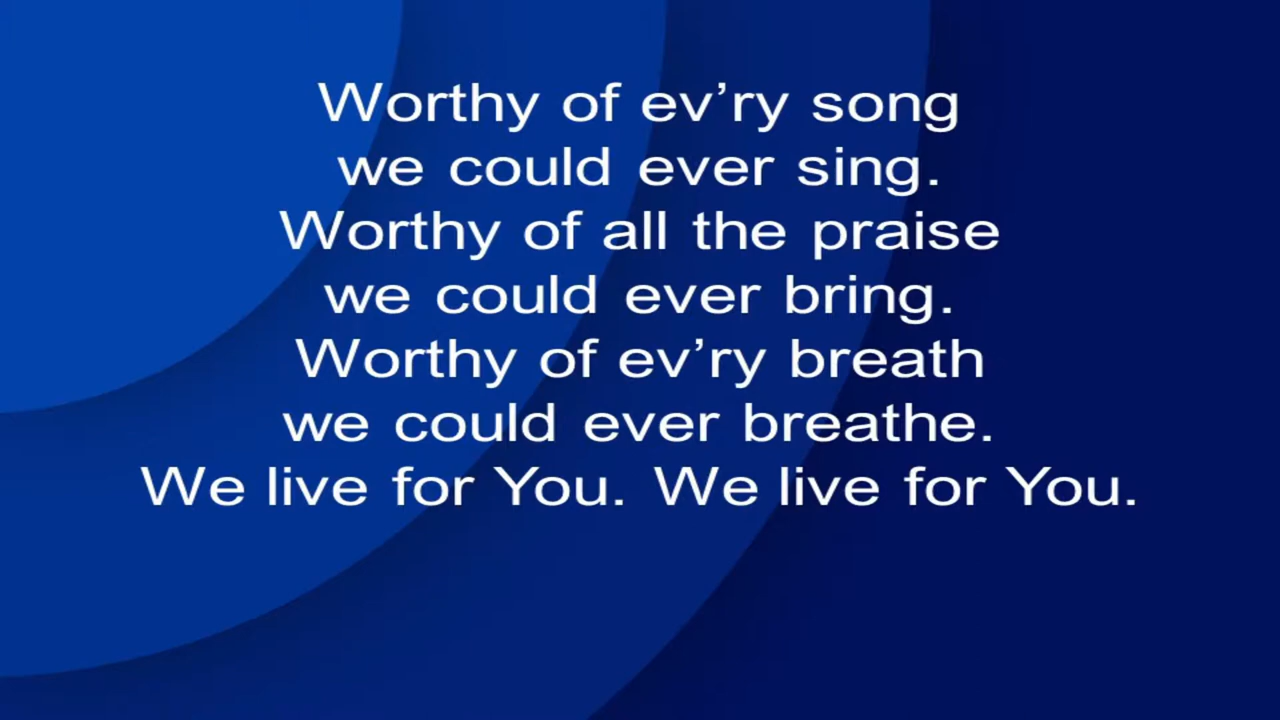 Worthy of ev’ry song
we could ever sing.
Worthy of all the praise
we could ever bring.
Worthy of ev’ry breath
we could ever breathe.
We live for You. We live for You.